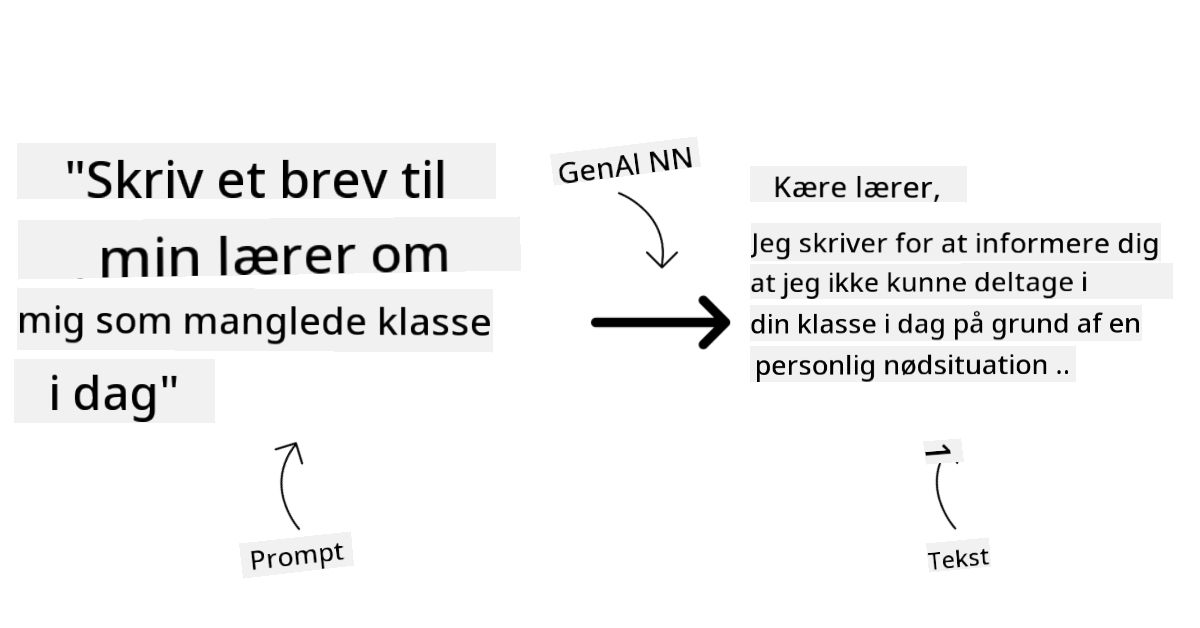 "Skriv et brev til
min lærer om
mig som manglede klasse
i dag"
GenAI NN
Kære lærer,
Jeg skriver for at informere dig
at jeg ikke kunne deltage i
din klasse i dag på grund af en
personlig nødsituation ..
Prompt
Tekst